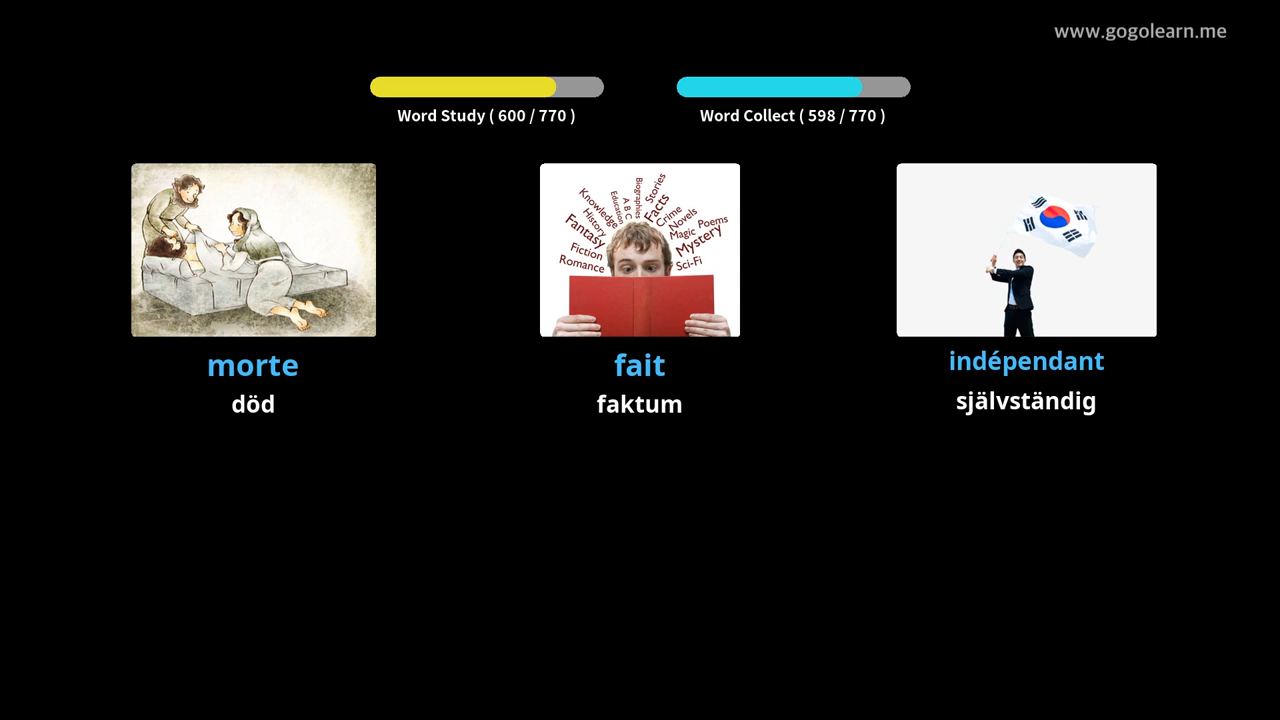 www.gogolearn.me
Word Study ( 600 / 770 )
Word Collect ( 598 / 770 )
Stories
Biographies
A B C
Education
Knowledge
History
Fantasy
Fiction
Romance
Facts
Crime
Novels
Magic Poems
Mystery
Sci-Fi
morte
fait
indépendant
död
faktum
självständig